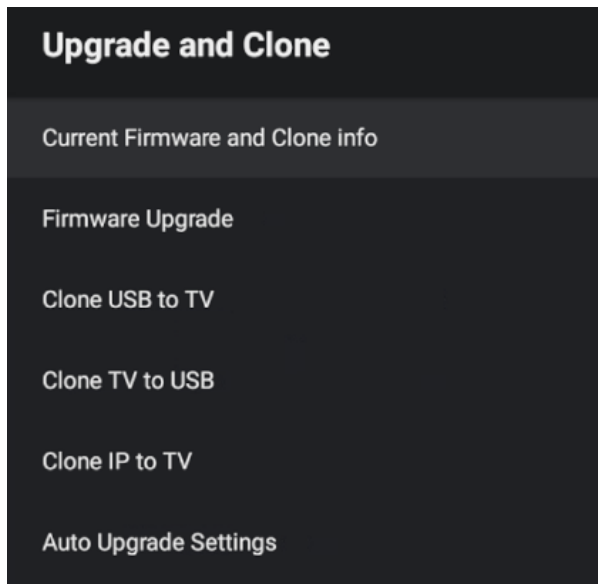 Upgrade and Clone
Current Firmware and Clone info
Firmware Upgrade
Clone USB to TV
Clone TV to USB
Clone IP to TV
Auto Upgrade Settings